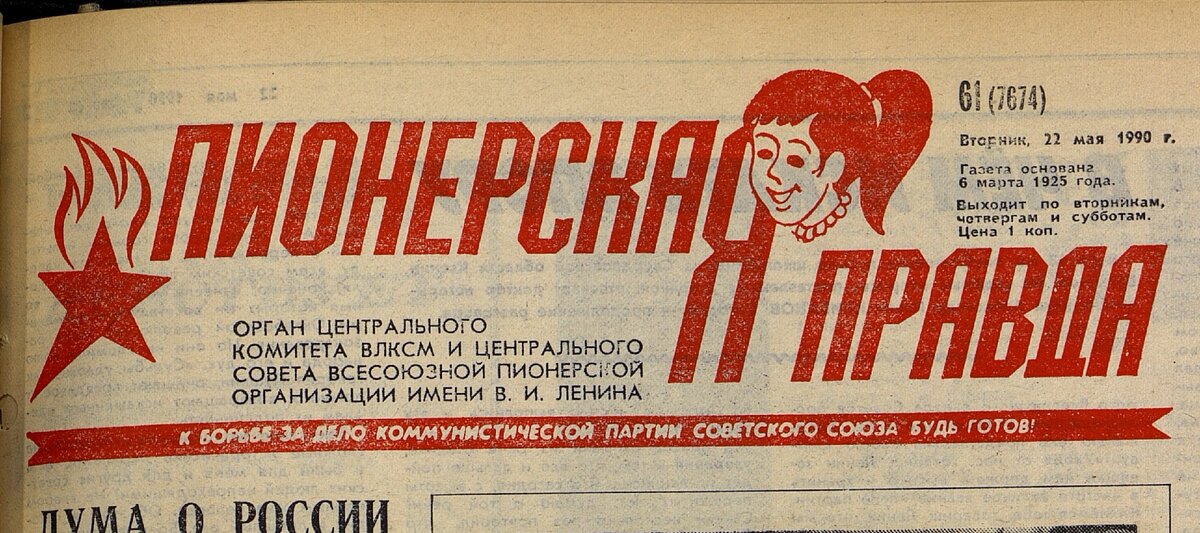 ПИОНЕРСКАЯ
ПРАВДА
61 (7674)
Вторник, 22 мая 1990 г.
Газета основана
6 марта 1925 года.
Выходит по вторникам,
четвергам и субботам.
Цена 1 коп.
ОРГАН ЦЕНТРАЛЬНОГО
КОМИТЕТА ВЛКСМ И ЦЕНТРАЛЬНОГО
СОВЕТА ВСЕСОЮЗНОЙ ПИОНЕРСКОЙ
ОРГАНИЗАЦИИ ИМЕНИ В. И. ЛЕНИНА
К БОРЬБЕ ЗА ДЕЛО КОММУНИСТИЧЕСКОЙ ПАРТИИ СОВЕТСКОГО СОЮЗА БУДЬ ГОТОВ!
ДУМА О РОССИИ